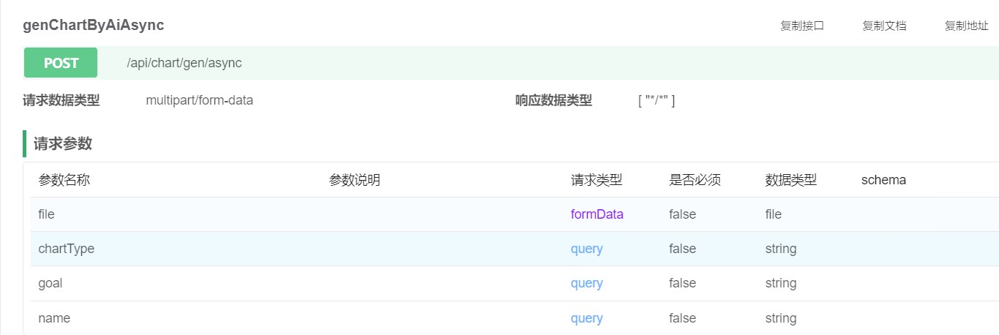 genChartByAiAsync 复制接口 复制文档 复制地址
POST /api/chart/gen/async
请求数据类型 multipart/form-data 响应数据类型 [ "*/*" ]
请求参数
参数名称 参数说明 请求类型 是否必须 数据类型 schema
file formData false file
chartType query false string
goal query false string
name query false string